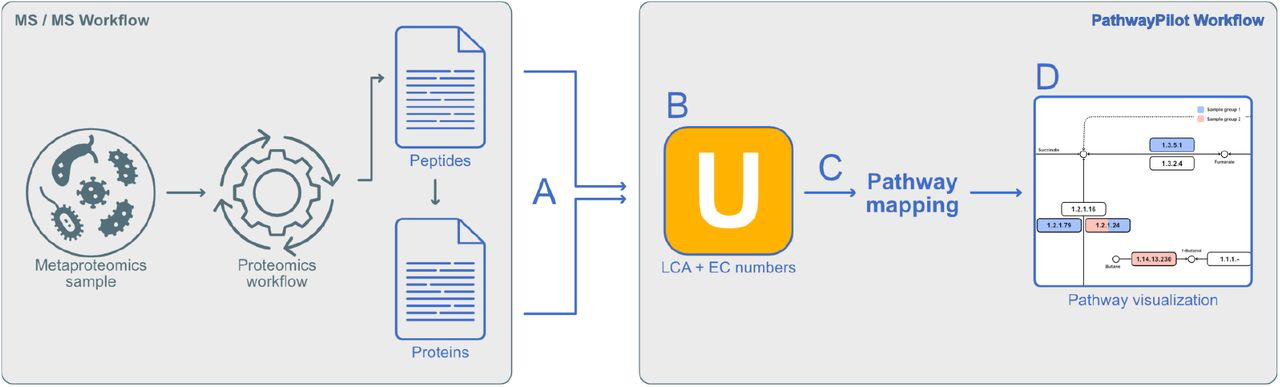 MS / MS Workflow
Metaproteomics
sample
Proteomics
workflow
Peptides
Proteins
A
PathwayPilot Workflow
B
U
LCA + EC numbers
C
Pathway
mapping
D
Sample group 1
Sample group 2
Succinate
1.3.5.1
1.3.2.4
Fumarate
1.2.1.16
1.2.1.79
1.2.1.24
Butane
1.14.13.230
1-Butanol
1.1.1.-
Pathway visualization